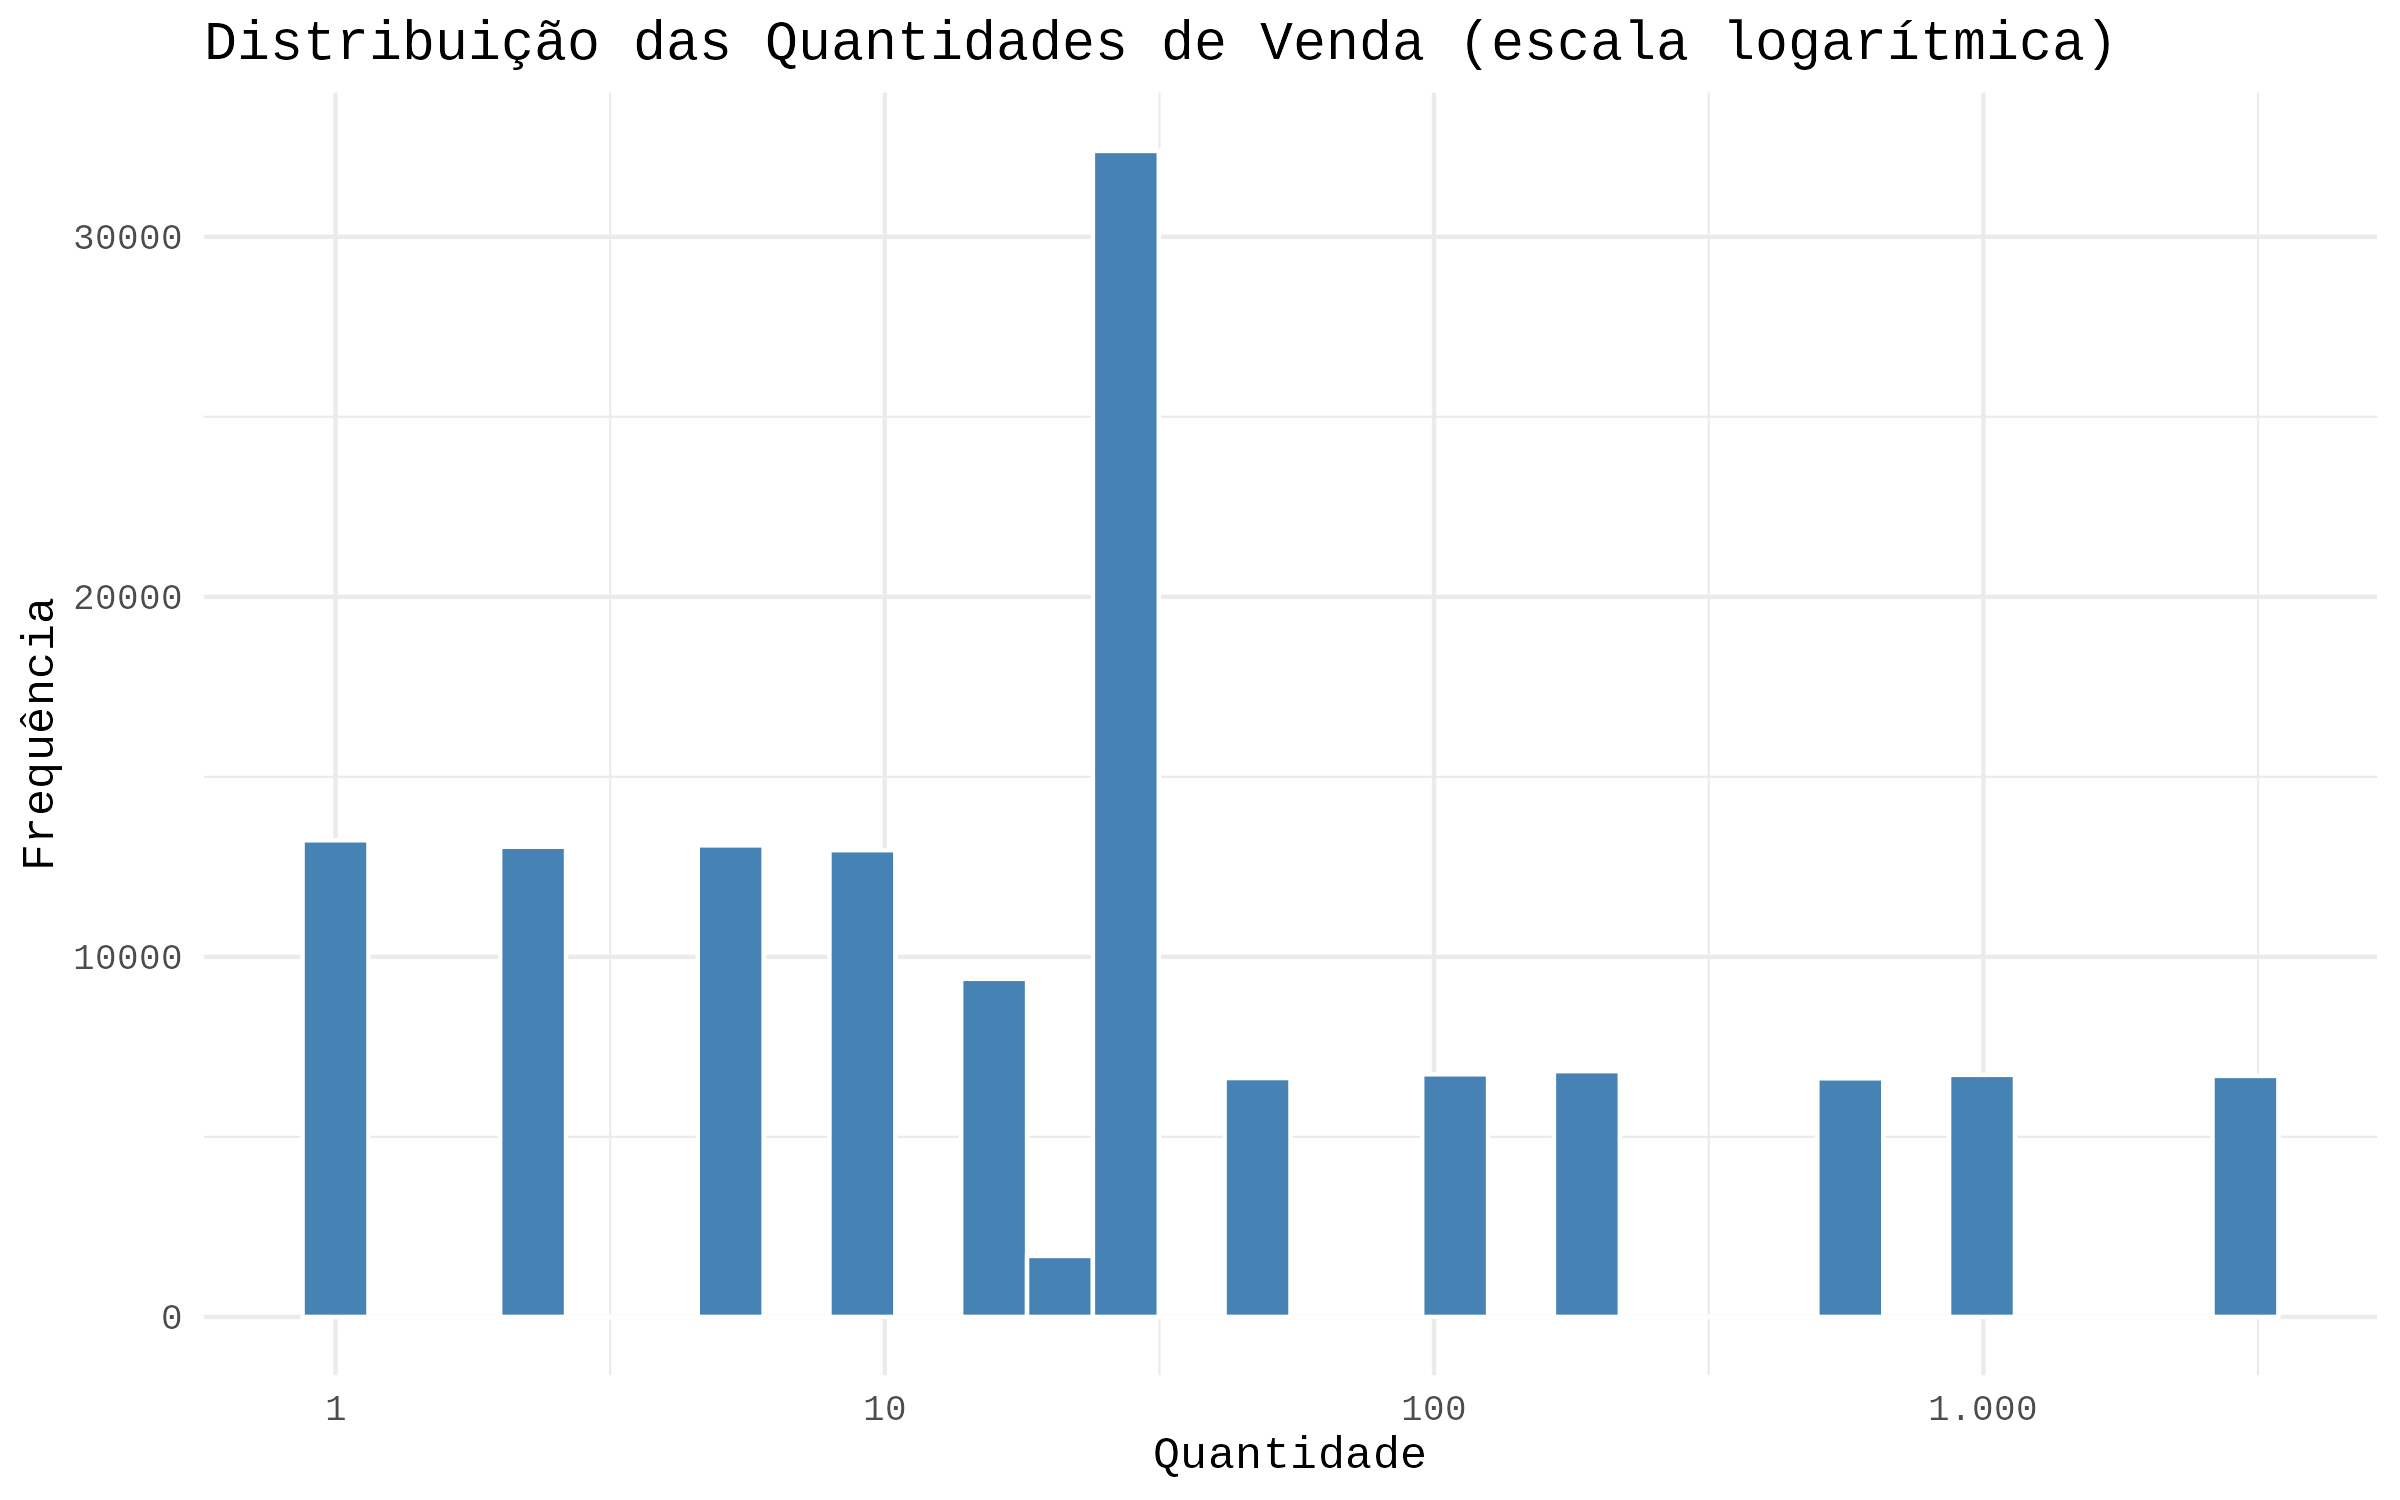 Distribuição das Quantidades de Venda (escala logarítmica)
Frequência
30000
20000
10000
0
1 10 100 1.000
Quantidade